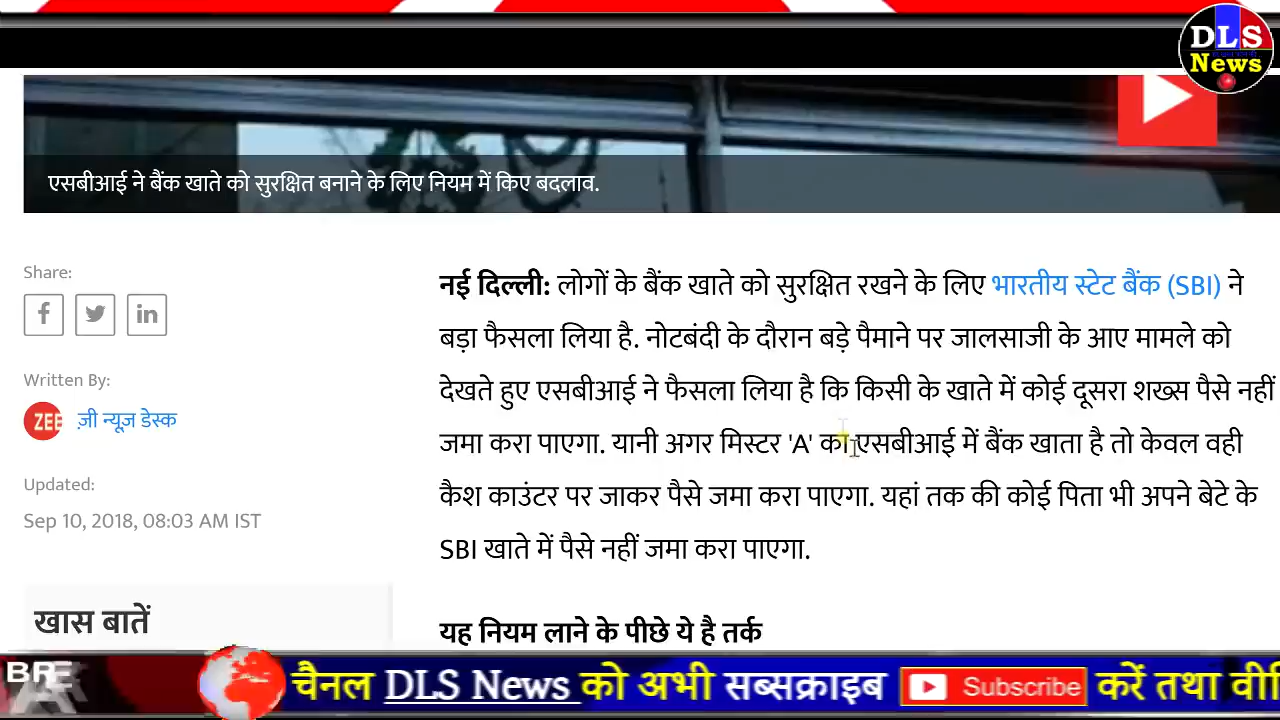 DLS
News
एसबीआई ने बैंक खाते को सुरक्षित बनाने के लिए नियम में किए बदलाव.
Share:
Written By:
ZEE ज़ी न्यूज़ डेस्क
Updated:
Sep 10, 2018, 08:03 AM IST
खास बातें
नई दिल्ली: लोगों के बैंक खाते को सुरक्षित रखने के लिए भारतीय स्टेट बैंक (SBI) ने
बड़ा फैसला लिया है. नोटबंदी के दौरान बड़े पैमाने पर जालसाजी के आए मामले को
देखते हुए एसबीआई ने फैसला लिया है कि किसी के खाते में कोई दूसरा शख्स पैसे नहीं
जमा करा पाएगा. यानी अगर मिस्टर 'A' का एसबीआई में बैंक खाता है तो केवल वही
कैश काउंटर पर जाकर पैसे जमा करा पाएगा. यहां तक की कोई पिता भी अपने बेटे के
SBI खाते में पैसे नहीं जमा करा पाएगा.
यह नियम लाने के पीछे ये है तर्क
चैनल DLS News को अभी सब्सक्राइब Subscribe करें तथा